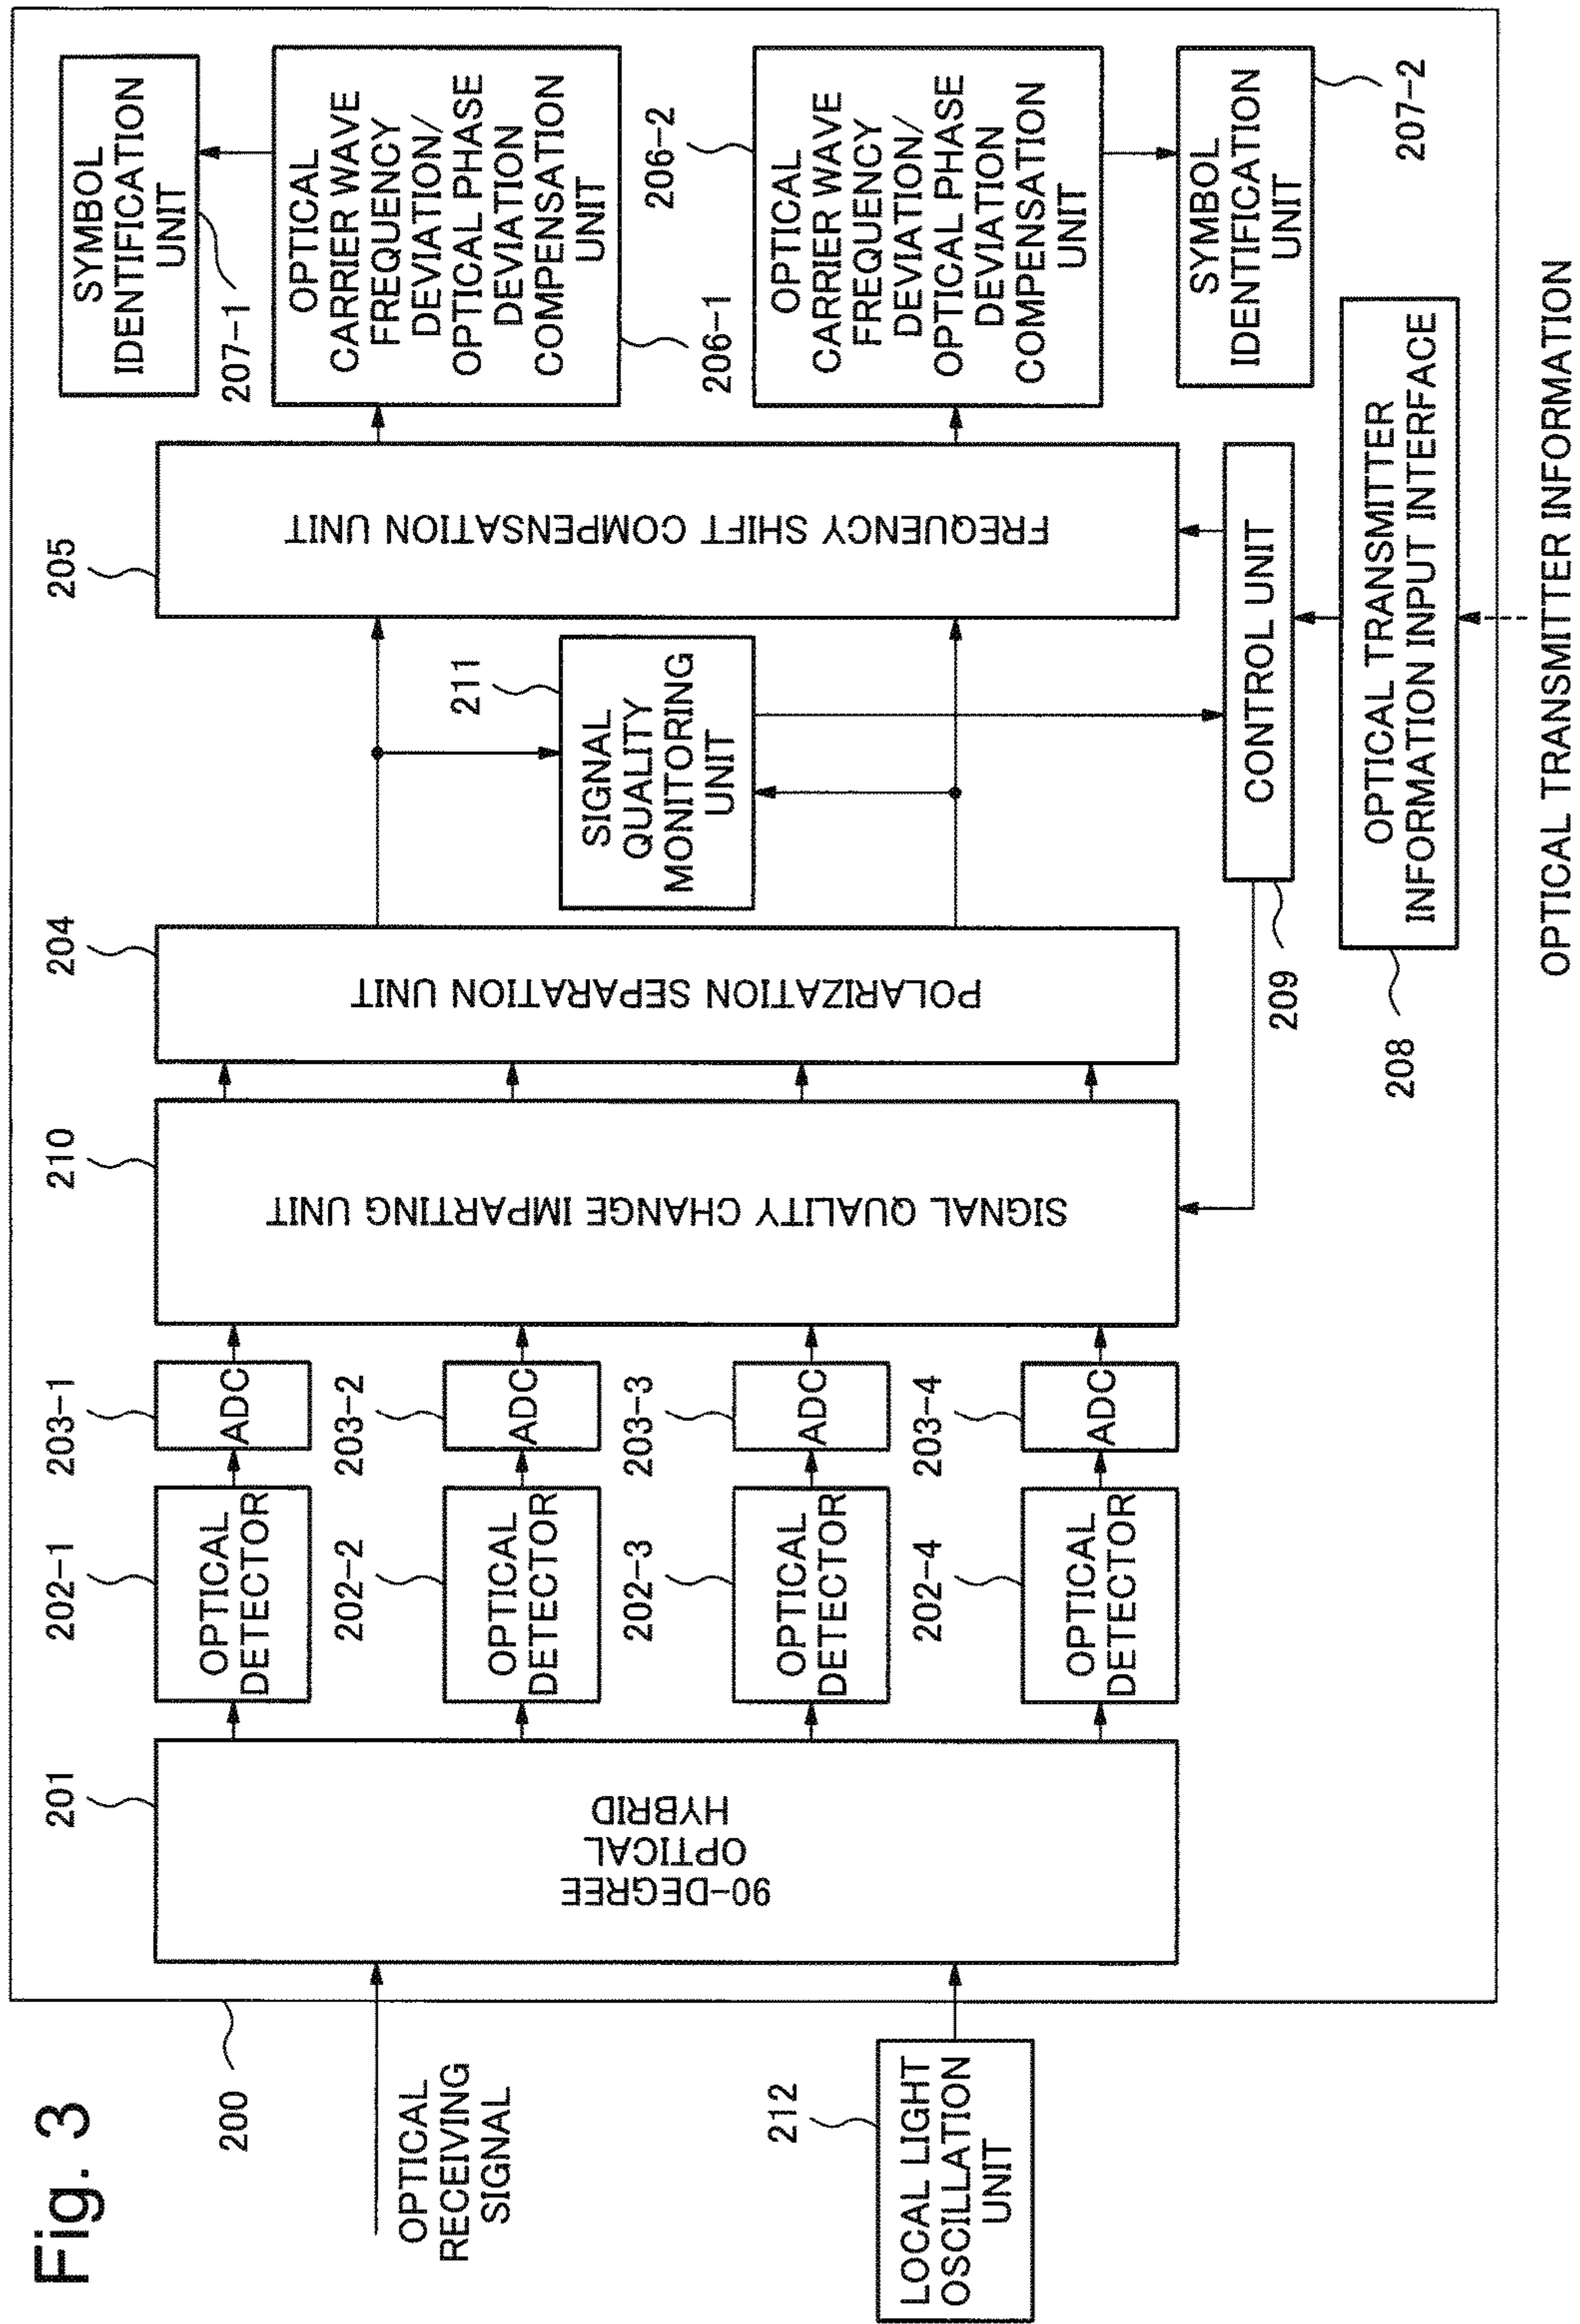 Fig. 3
200
OPTICAL
RECEIVING
SIGNAL
212
LOCAL LIGHT
OSCILLATION
UNIT
201
90-DEGREE
OPTICAL
HYBRID
202-1
OPTICAL
DETECTOR
202-2
OPTICAL
DETECTOR
202-3
OPTICAL
DETECTOR
202-4
OPTICAL
DETECTOR
203-1
ADC
203-2
ADC
203-3
ADC
203-4
ADC
210
SIGNAL QUALITY CHANGE IMPARTING UNIT
204
POLARIZATION SEPARATION UNIT
211
SIGNAL
QUALITY
MONITORING
UNIT
205
FREQUENCY SHIFT COMPENSATION UNIT
209
CONTROL UNIT
208
OPTICAL TRANSMITTER
INFORMATION INPUT INTERFACE
OPTICAL TRANSMITTER INFORMATION
SYMBOL
IDENTIFICATION
UNIT
207-1
OPTICAL
CARRIER WAVE
FREQUENCY
DEVIATION/
OPTICAL PHASE
DEVIATION
COMPENSATION
UNIT
206-1
206-2
OPTICAL
CARRIER WAVE
FREQUENCY
DEVIATION/
OPTICAL PHASE
DEVIATION
COMPENSATION
UNIT
SYMBOL
IDENTIFICATION
UNIT
207-2